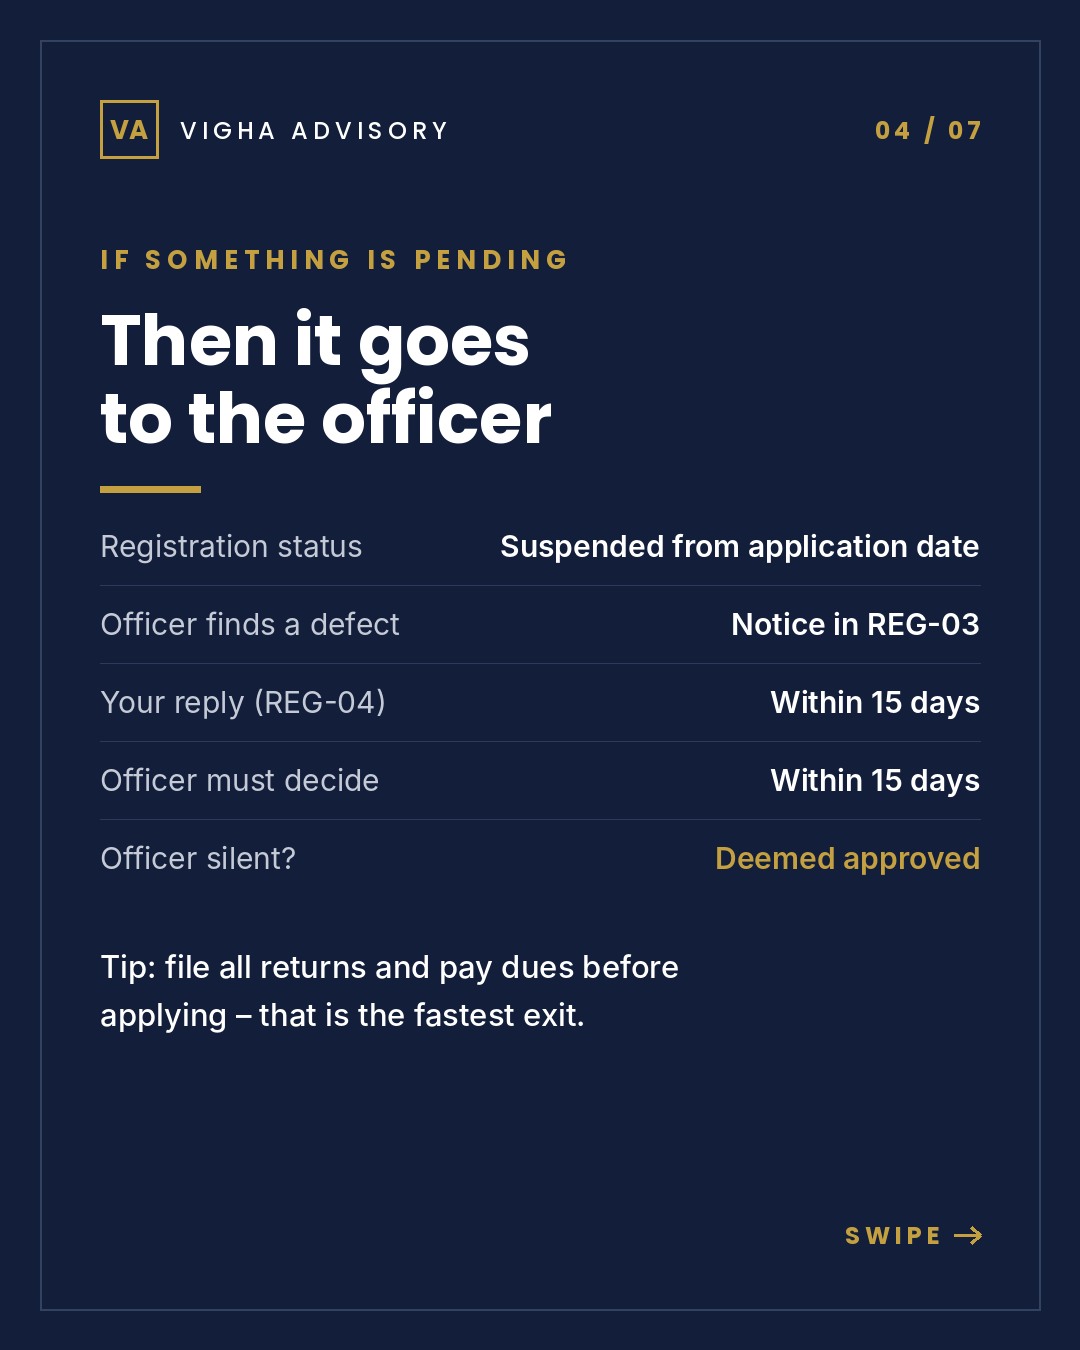 VA VIGHA ADVISORY 04 / 07
IF SOMETHING IS PENDING
Then it goes
to the officer
Registration status Suspended from application date
Officer finds a defect Notice in REG-03
Your reply (REG-04) Within 15 days
Officer must decide Within 15 days
Officer silent? Deemed approved
Tip: file all returns and pay dues before
applying – that is the fastest exit.
SWIPE →